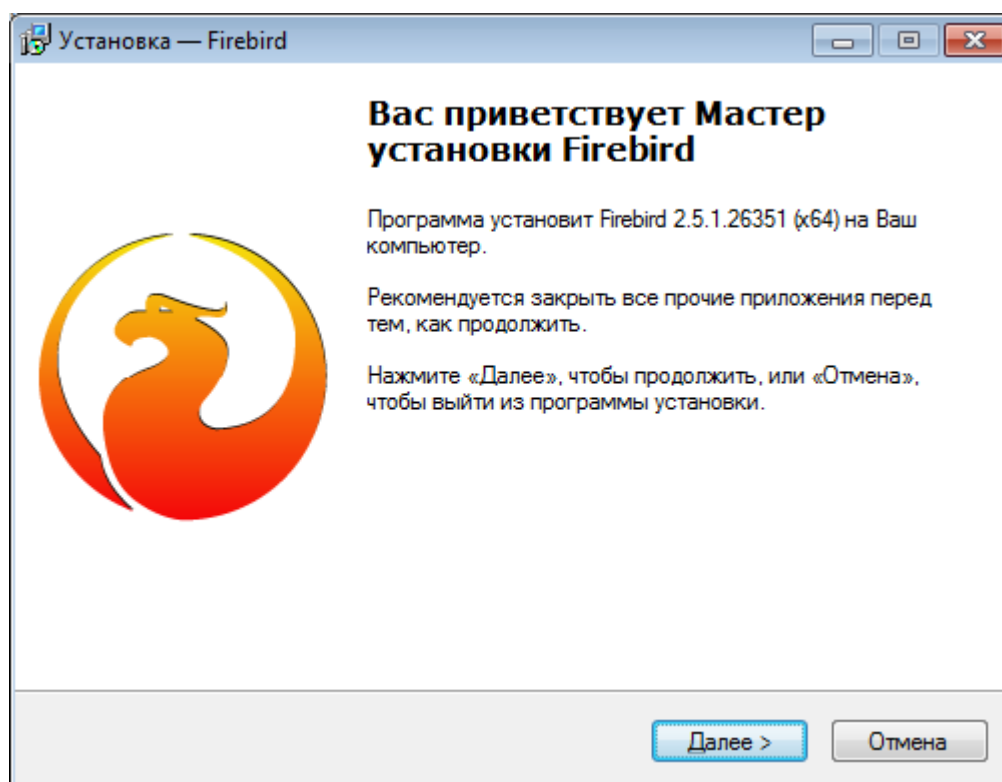 Установка — Firebird
Вас приветствует Мастер
установки Firebird
Программа установит Firebird 2.5.1.26351 (x64) на Ваш
компьютер.
Рекомендуется закрыть все прочие приложения перед
тем, как продолжить.
Нажмите «Далее», чтобы продолжить, или «Отмена»,
чтобы выйти из программы установки.
Далее >
Отмена